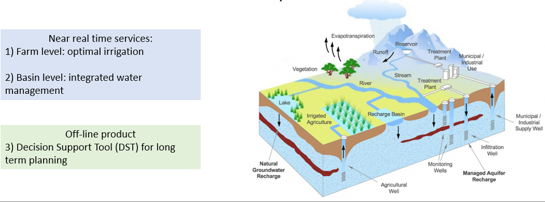 Near real time services:
1) Farm level: optimal irrigation
2) Basin level: integrated water
management
Off-line product
3) Decision Support Tool (DST) for long
term planning
Evapotranspiration
Reservoir
Runoff
Treatment
Plant
Municipal /
Industrial
Use
Vegetation
River
Stream
Treatment
Plant
Lake
Irrigated
Agriculture
Recharge Basin
Municipal /
Industrial
Supply Well
Infiltration
Well
Monitoring
Wells
Natural
Groundwater
Recharge
Managed Aquifer
Recharge
Agricultural
Well